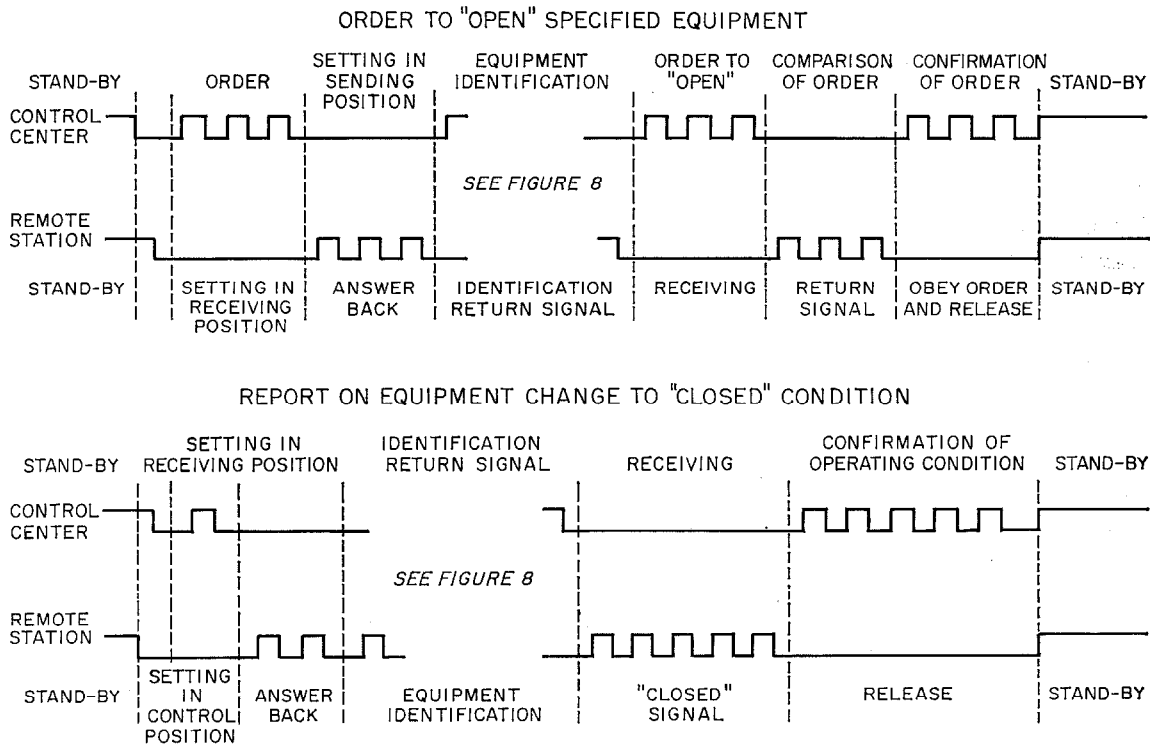 ORDER TO "OPEN" SPECIFIED EQUIPMENT
STAND-BY
ORDER
SETTING IN
SENDING
POSITION
EQUIPMENT
IDENTIFICATION
ORDER TO
"OPEN"
COMPARISON
OF ORDER
CONFIRMATION
OF ORDER
STAND-BY
CONTROL
CENTER
SEE FIGURE 8
REMOTE
STATION
STAND-BY
SETTING IN
RECEIVING
POSITION
ANSWER
BACK
IDENTIFICATION
RETURN SIGNAL
RECEIVING
RETURN
SIGNAL
OBEY ORDER
AND RELEASE
STAND-BY
REPORT ON EQUIPMENT CHANGE TO "CLOSED" CONDITION
STAND-BY
SETTING IN
RECEIVING POSITION
IDENTIFICATION
RETURN SIGNAL
RECEIVING
CONFIRMATION OF
OPERATING CONDITION
STAND-BY
CONTROL
CENTER
SEE FIGURE 8
REMOTE
STATION
STAND-BY
SETTING
IN
CONTROL
POSITION
ANSWER
BACK
EQUIPMENT
IDENTIFICATION
"CLOSED"
SIGNAL
RELEASE
STAND-BY